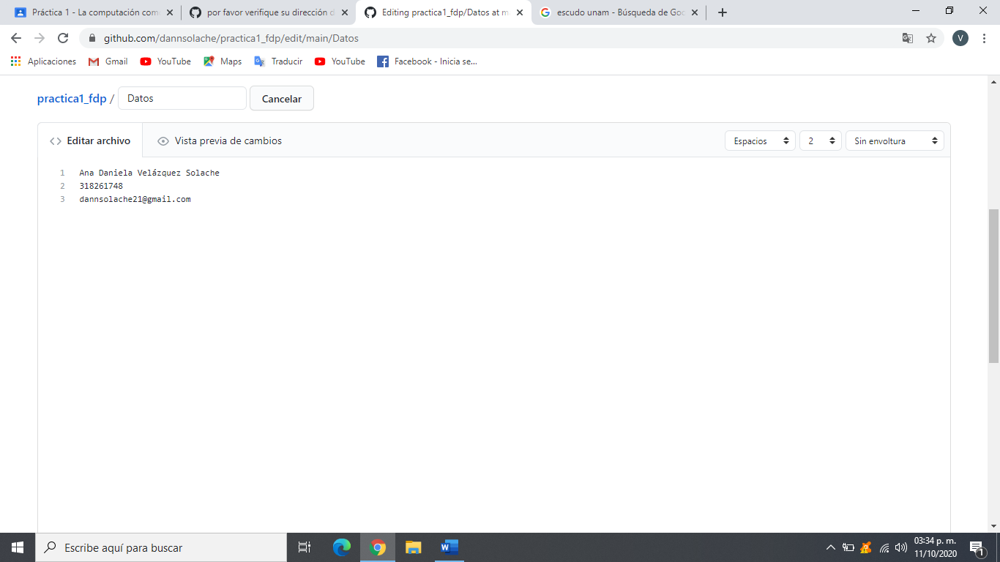 Práctica 1 - La computación com
por favor verifique su dirección d
Editing practica1_fdp/Datos at m
escudo unam - Búsqueda de Goo
github.com/dannsolache/practica1_fdp/edit/main/Datos
V
Aplicaciones
Gmail
YouTube
Maps
Traducir
YouTube
Facebook - Inicia se...
practica1_fdp / Datos Cancelar
Editar archivo Vista previa de cambios Espacios 2 Sin envoltura
1 Ana Daniela Velázquez Solache
2 318261748
3 dannsolache21@gmail.com
Escribe aquí para buscar
03:34 p. m.
11/10/2020
1